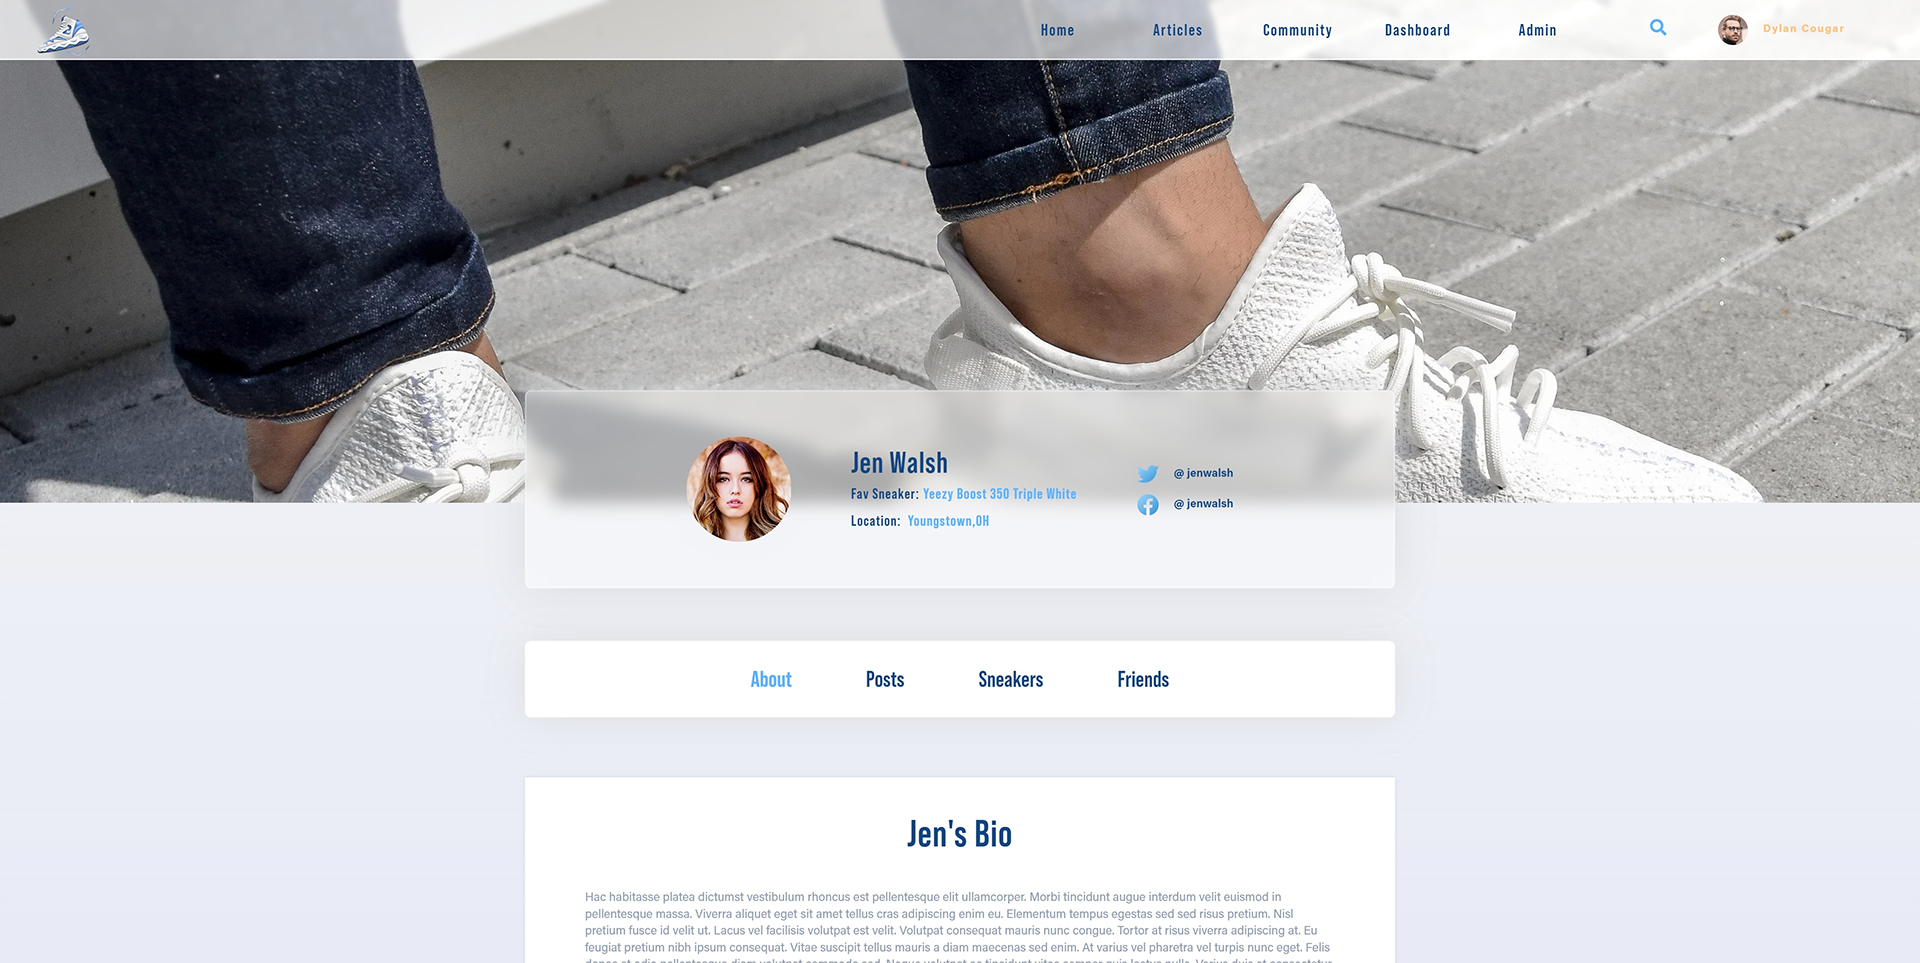 Home Articles Community Dashboard Admin Dylan Cougar
Jen Walsh
Fav Sneaker: Yeezy Boost 350 Triple White
Location: Youngstown,OH
@ jenwalsh
@ jenwalsh
About Posts Sneakers Friends
Jen's Bio
Hac habitasse platea dictumst vestibulum rhoncus est pellentesque elit ullamcorper. Morbi tincidunt augue interdum velit euismod in
pellentesque massa. Viverra aliquet eget sit amet tellus cras adipiscing enim eu. Elementum tempus egestas sed sed risus pretium. Nisl
pretium fusce id velit ut. Lacus vel facilisis volutpat est velit. Volutpat consequat mauris nunc congue. Tortor at risus viverra adipiscing at. Eu
feugiat pretium nibh ipsum consequat. Vitae suscipit tellus mauris a diam maecenas sed enim. At varius vel pharetra vel turpis nunc eget. Felis